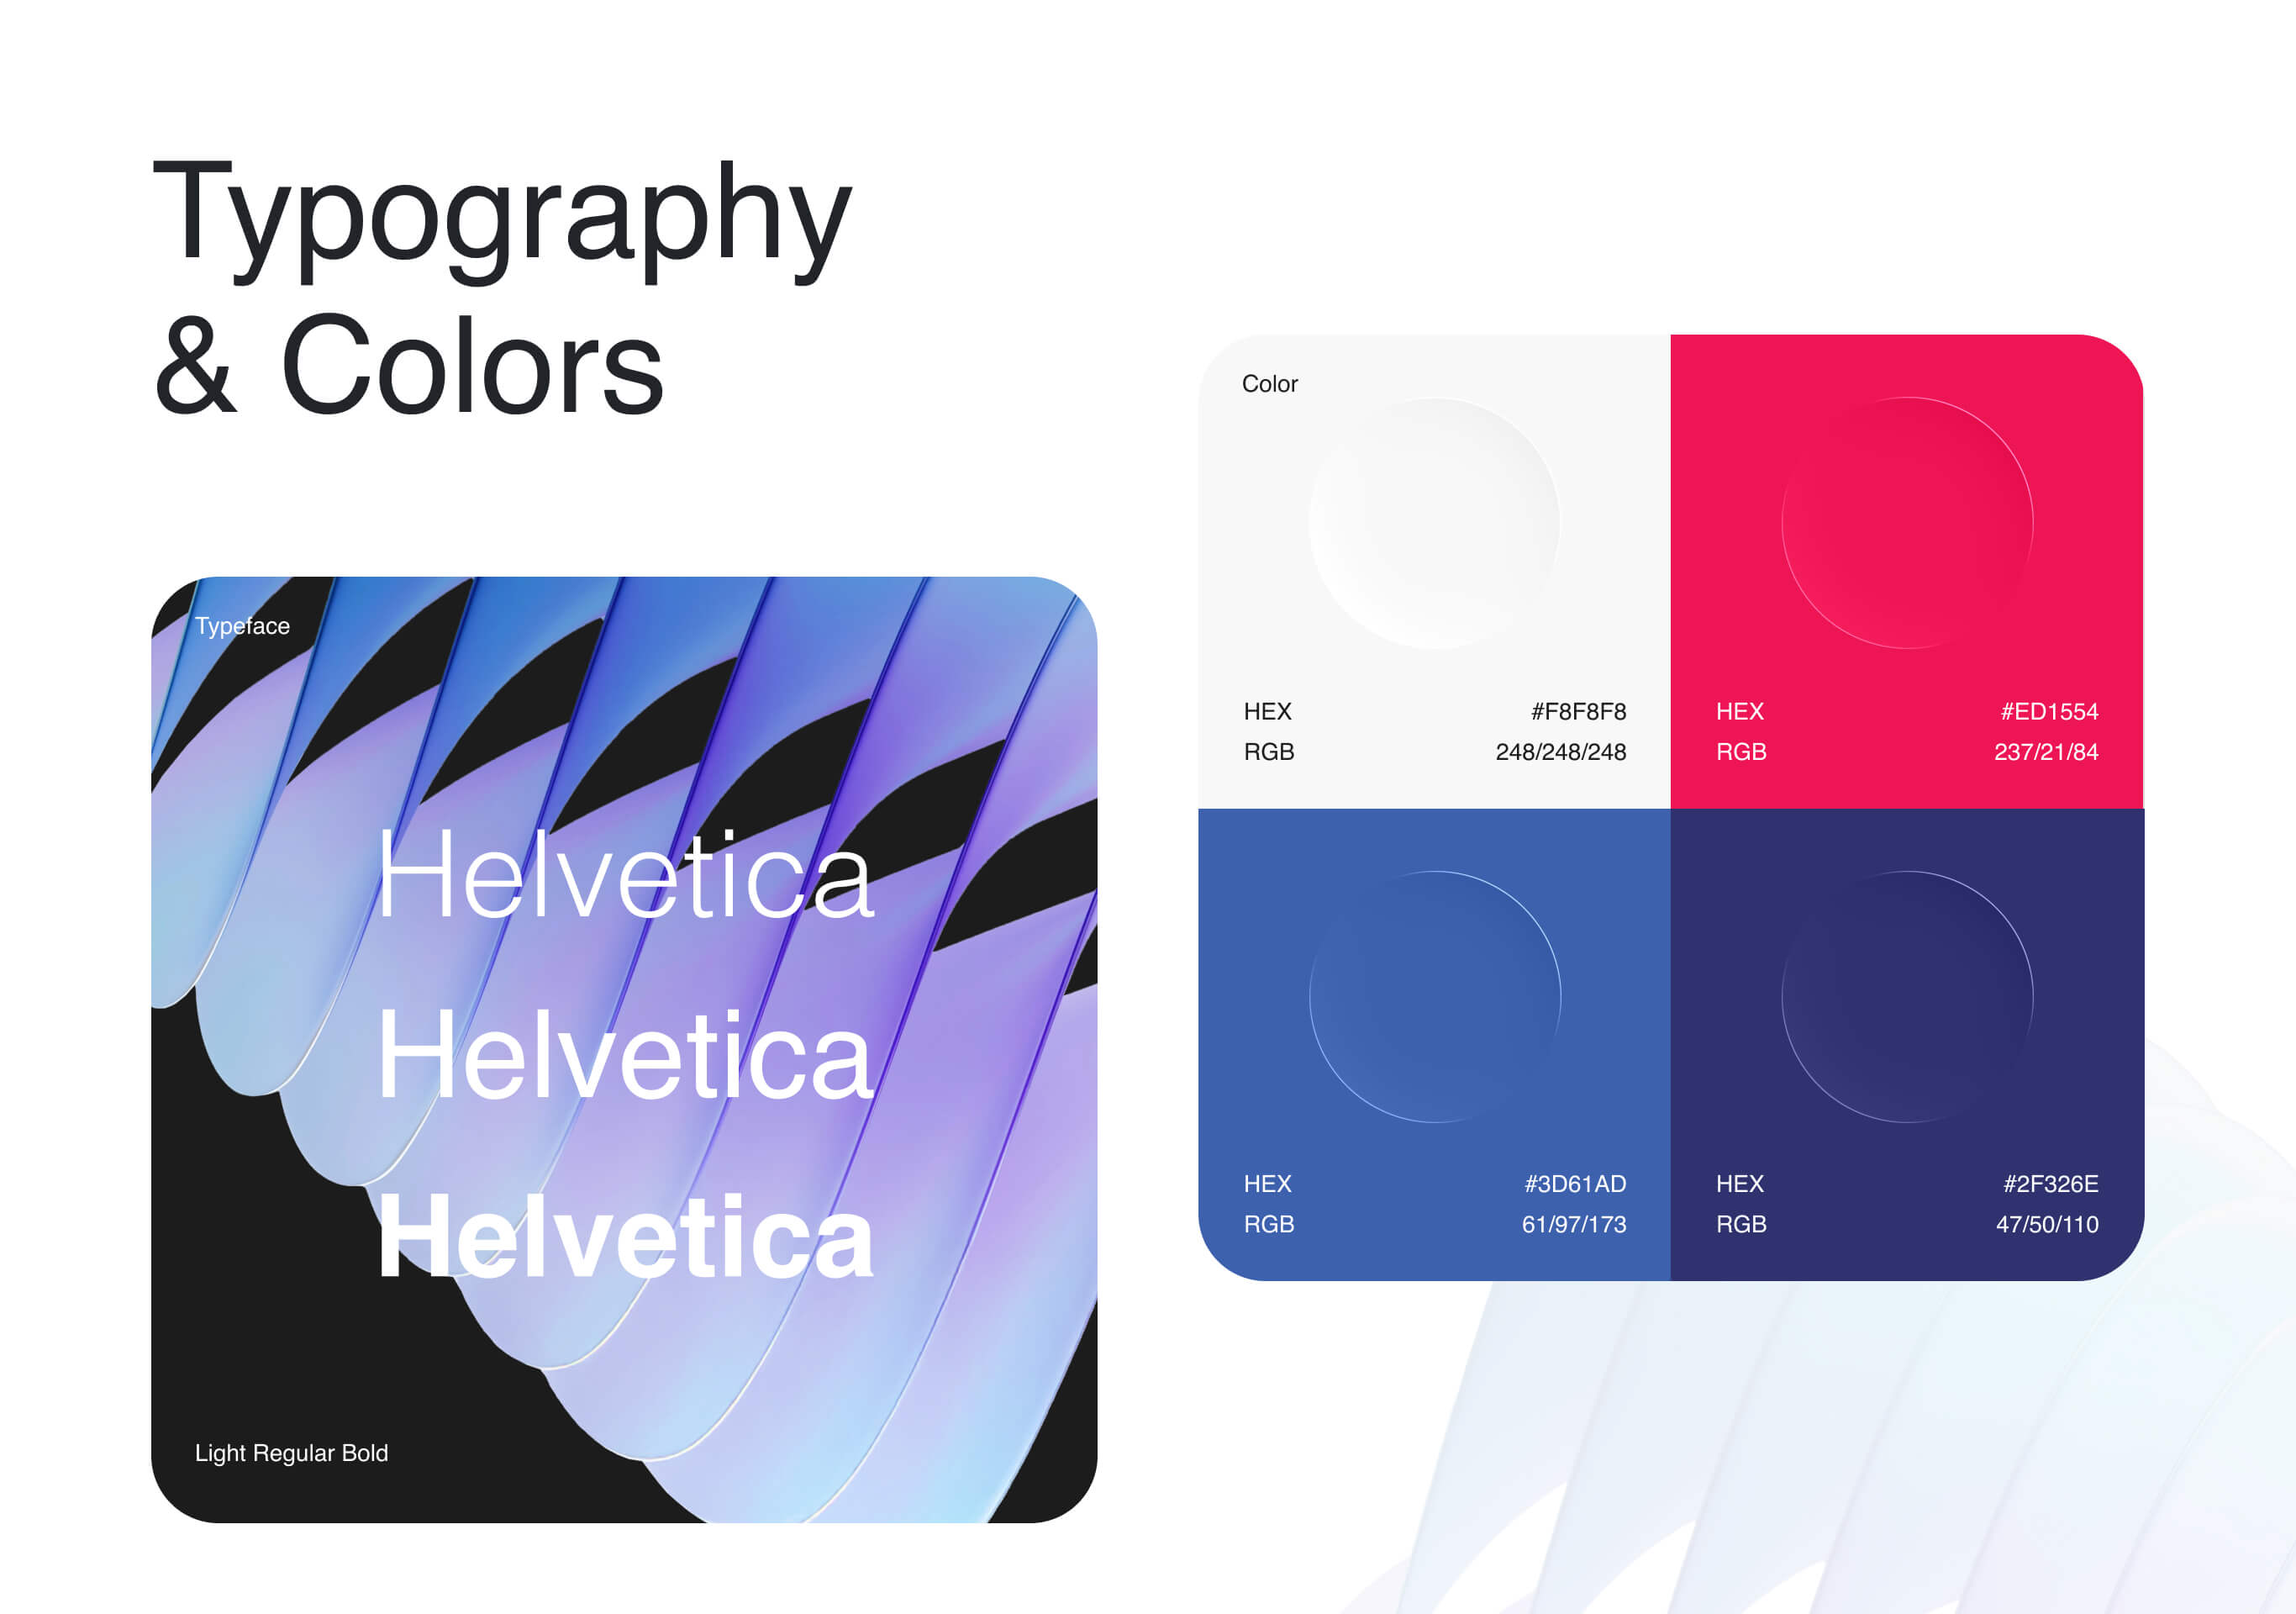 Typography
& Colors
Typeface
Helvetica
Helvetica
Helvetica
Light Regular Bold
Color
HEX #F8F8F8
RGB 248/248/248
HEX #ED1554
RGB 237/21/84
HEX #3D61AD
RGB 61/97/173
HEX #2F326E
RGB 47/50/110